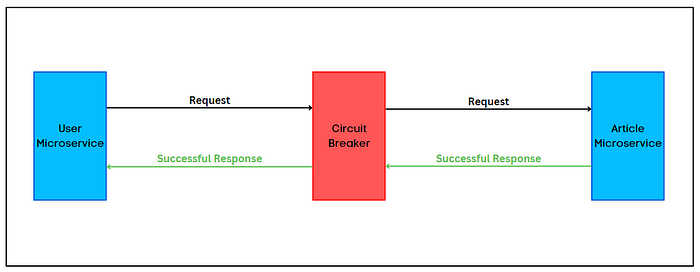 Request
Request
User
Microservice
Circuit
Breaker
Article
Microservice
Successful Response
Successful Response